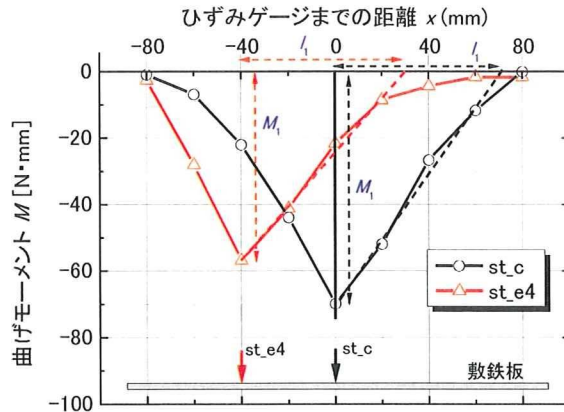 ひずみゲージまでの距離 x (mm)
-80 -40 0 40 80
l₁ l₁
0
-20
-40
-60
-80
-100
曲げモーメント M [N・mm]
M₁
M₁
st_c
st_e4
st_e4
st_c
敷鉄板